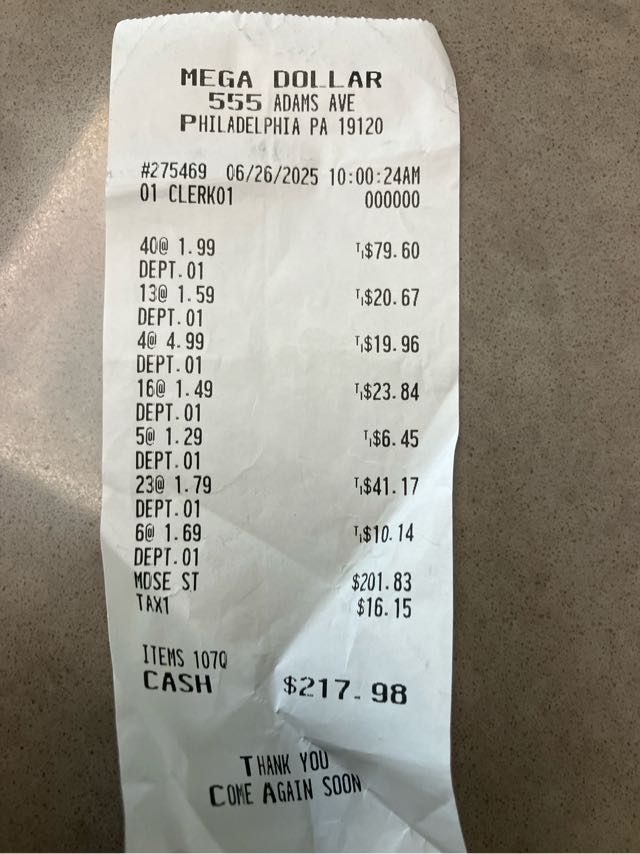 MEGA DOLLAR
555 ADAMS AVE
PHILADELPHIA PA 19120
#275469 06/26/2025 10:00:24AM
01 CLERK01 000000
40@ 1.99 T1$79.60
DEPT.01
13@ 1.59 T1$20.67
DEPT.01
4@ 4.99 T1$19.96
DEPT.01
16@ 1.49 T1$23.84
DEPT.01
5@ 1.29 T1$6.45
DEPT.01
23@ 1.79 T1$41.17
DEPT.01
6@ 1.69 T1$10.14
DEPT.01
MDSE ST $201.83
TAX1 $16.15
ITEMS 107Q
CASH $217.98
THANK YOU
COME AGAIN SOON